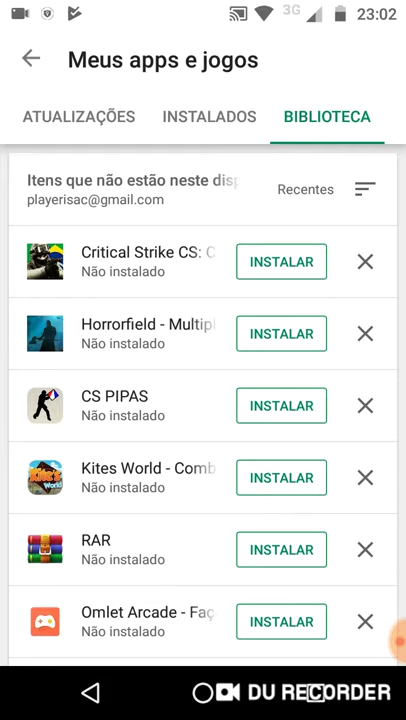 3G 23:02
Meus apps e jogos
ATUALIZAÇÕES INSTALADOS BIBLIOTECA
Itens que não estão neste disp
Recentes
playerisac@gmail.com
Critical Strike CS: C
Não instalado
INSTALAR
Horrorfield - Multipl
Não instalado
INSTALAR
CS PIPAS
Não instalado
INSTALAR
Kites World - Comb
Não instalado
INSTALAR
RAR
Não instalado
INSTALAR
Omlet Arcade - Faç
Não instalado
INSTALAR
DU RECORDER